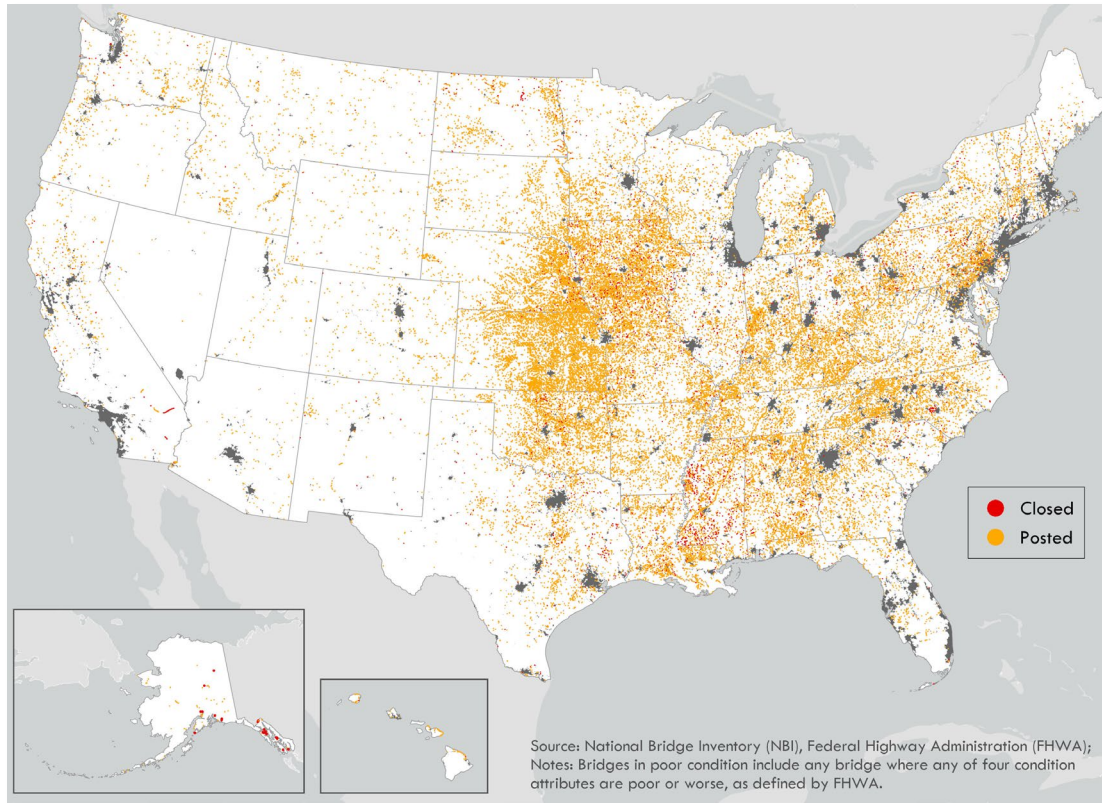 Closed
Posted
Source: National Bridge Inventory (NBI), Federal Highway Administration (FHWA);
Notes: Bridges in poor condition include any bridge where any of four condition
attributes are poor or worse, as defined by FHWA.